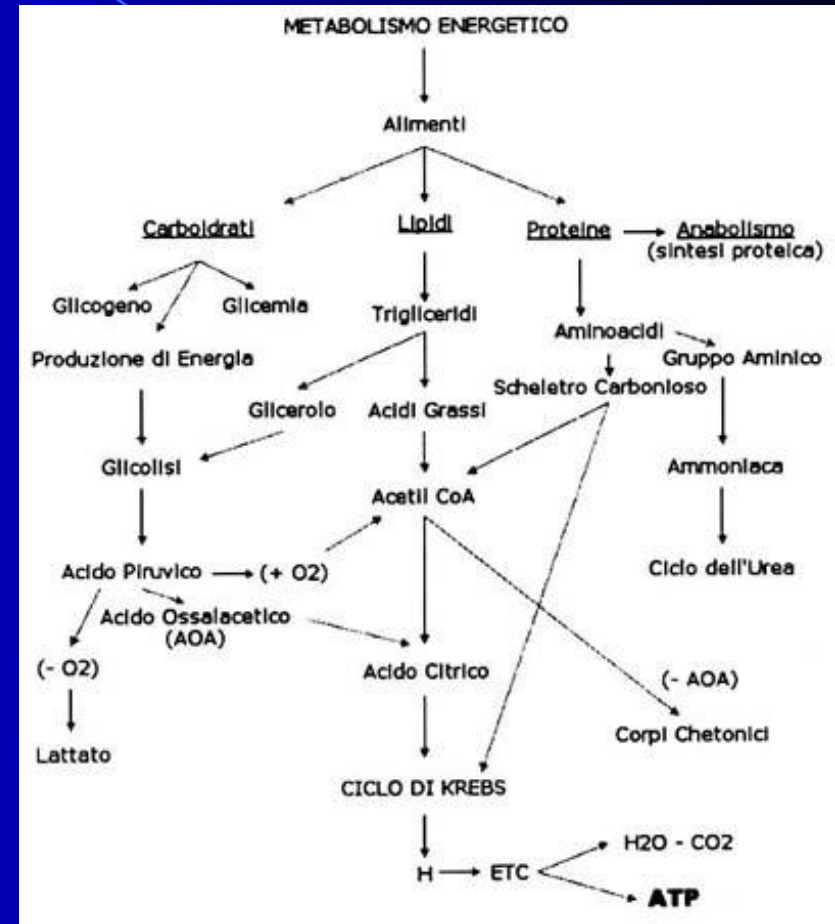 METABOLISMO ENERGETICO
Alimenti
Carboidrati
Lipidi
Proteine
Anabolismo
(sintesi proteica)
Glicogeno
Glicemia
Trigliceridi
Aminoacidi
Produzione di Energia
Gruppo Aminico
Scheletro Carbonioso
Glicerolo
Acidi Grassi
Glicolisi
Ammoniaca
Acetil CoA
Acido Piruvico
(+ O2)
Ciclo dell'Urea
Acido Ossalacetico
(AOA)
(- O2)
Acido Citrico
(- AOA)
Corpi Chetonici
Lattato
CICLO DI KREBS
H2O - CO2
H
ETC
ATP